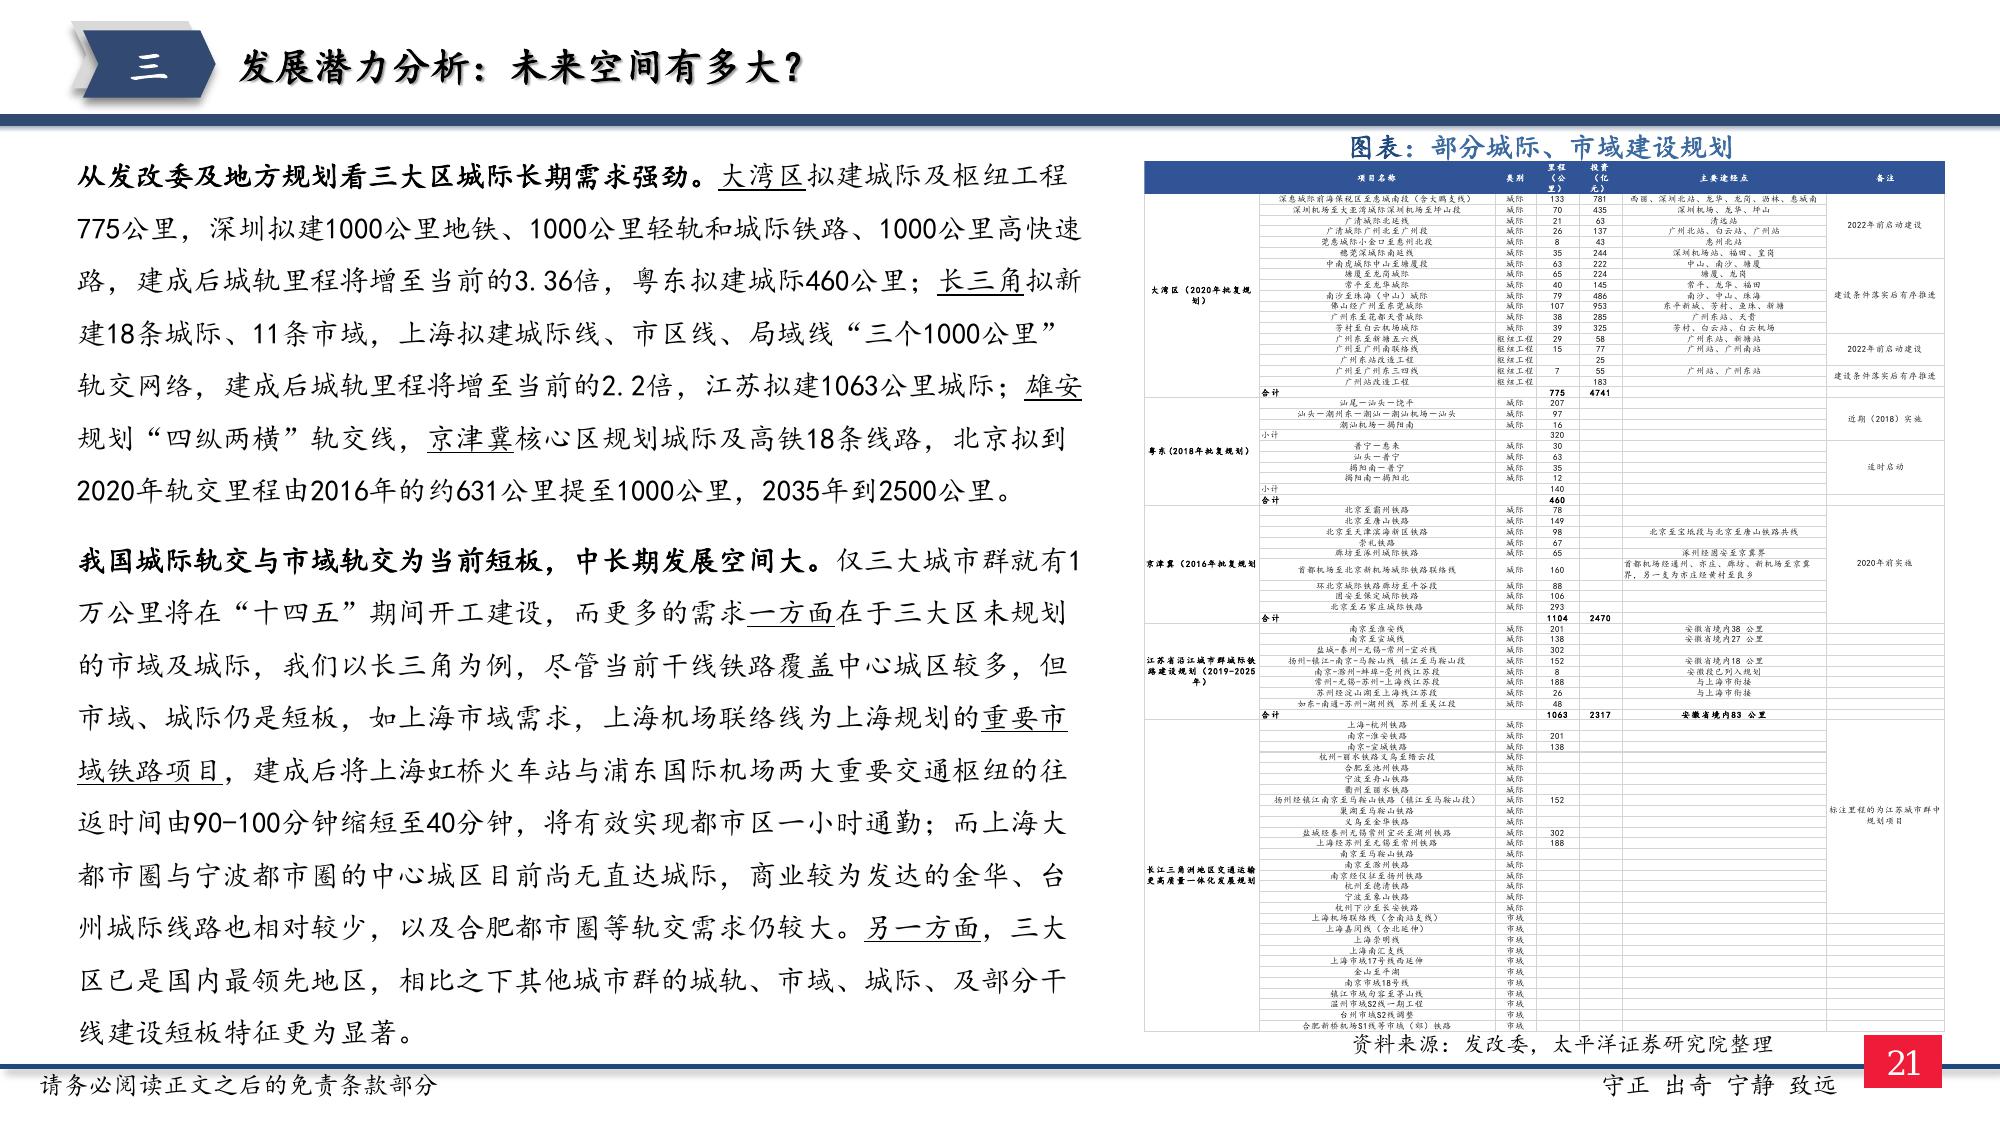 三
发展潜力分析：未来空间有多大？
从发改委及地方规划看三大区城际长期需求强劲。大湾区拟建城际及枢纽工程
775公里，深圳拟建1000公里地铁、1000公里轻轨和城际铁路、1000公里高快速
路，建成后城轨里程将增至当前的3.36倍，粤东拟建城际460公里；长三角拟新
建18条城际、11条市域，上海拟建城际线、市区线、局域线“三个1000公里”
轨交网络，建成后城轨里程将增至当前的2.2倍，江苏拟建1063公里城际；雄安
规划“四纵两横”轨交线，京津冀核心区规划城际及高铁18条线路，北京拟到
2020年轨交里程由2016年的约631公里提至1000公里，2035年到2500公里。
我国城际轨交与市域轨交为当前短板，中长期发展空间大。仅三大城市群就有1
万公里将在“十四五”期间开工建设，而更多的需求一方面在于三大区未规划
的市域及城际，我们以长三角为例，尽管当前干线铁路覆盖中心城区较多，但
市域、城际仍是短板，如上海市域需求，上海机场联络线为上海规划的重要市
域铁路项目，建成后将上海虹桥火车站与浦东国际机场两大重要交通枢纽的往
返时间由90-100分钟缩短至40分钟，将有效实现都市区一小时通勤；而上海大
都市圈与宁波都市圈的中心城区目前尚无直达城际，商业较为发达的金华、台
州城际线路也相对较少，以及合肥都市圈等轨交需求仍较大。另一方面，三大
区已是国内最领先地区，相比之下其他城市群的城轨、市域、城际、及部分干
线建设短板特征更为显著。
图表：部分城际、市域建设规划
项目名称 类别 里程（公里） 投资（亿元） 主要途经点 备注
大湾区（2020年批复规划）
深惠城际前海保税区至惠城南段（含大鹏支线） 城际 133 781 西丽、深圳北站、龙华、龙岗、沥林、惠城南 2022年前启动建设
深圳机场至大亚湾城际深圳机场至坪山段 城际 70 435 深圳机场、龙华、坪山
广清城际北延线 城际 21 63 清远站
广清城际广州北至广州段 城际 26 137 广州北站、白云站、广州站
莞惠城际小金口至惠州北段 城际 8 43 惠州北站
穗莞深城际南延线 城际 35 244 深圳机场站、福田、皇岗
中南虎城际中山至塘厦段 城际 63 222 中山、南沙、塘厦 建设条件落实后有序推进
塘厦至龙岗城际 城际 65 224 塘厦、龙岗
常平至龙华城际 城际 40 145 常平、龙华、福田
南沙至珠海（中山）城际 城际 79 486 南沙、中山、珠海
佛山经广州至东莞城际 城际 107 953 东平新城、芳村、鱼珠、新塘
广州东至花都天贵城际 城际 38 285 广州东站、天贵
芳村至白云机场城际 城际 39 325 芳村、白云站、白云机场
广州东至新塘五六线 枢纽工程 29 58 广州东站、新塘站 2022年前启动建设
广州至广州南联络线 枢纽工程 15 77 广州站、广州南站
广州东站改造工程 枢纽工程 25
广州至广州东三四线 枢纽工程 7 55 广州站、广州东站 建设条件落实后有序推进
广州站改造工程 枢纽工程 183
合计 775 4741
粤东(2018年批复规划)
汕尾—汕头—饶平 城际 207 近期（2018）实施
汕头—潮州东—潮汕—潮汕机场—汕头 城际 97
潮汕机场—揭阳南 城际 16
小计 320
普宁—惠来 城际 30 适时启动
汕头—普宁 城际 63
揭阳南—普宁 城际 35
揭阳南—揭阳北 城际 12
小计 140
合计 460
京津冀（2016年批复规划
北京至霸州铁路 城际 78 2020年前实施
北京至唐山铁路 城际 149
北京至天津滨海新区铁路 城际 98 北京至宝坻段与北京至唐山铁路共线
崇礼铁路 城际 67
廊坊至涿州城际铁路 城际 65 涿州经固安至京冀界
首都机场至北京新机场城际铁路联络线 城际 160 首都机场经通州、亦庄、廊坊、新机场至京冀界，另一支为亦庄经黄村至良乡
环北京城际铁路廊坊至平谷段 城际 88
固安至保定城际铁路 城际 106
北京至石家庄城际铁路 城际 293
合计 1104 2470
江苏省沿江城市群城际铁路建设规划（2019-2025年）
南京至淮安线 城际 201 安徽省境内38 公里
南京至宣城线 城际 138 安徽省境内27 公里
盐城-泰州-无锡-常州-宜兴线 城际 302
扬州-镇江-南京-马鞍山线 镇江至马鞍山段 城际 152 安徽省境内18 公里
南京-滁州-蚌埠-亳州线江苏段 城际 8 安徽段已列入规划
常州-无锡-苏州-上海线江苏段 城际 188 与上海市衔接
苏州经淀山湖至上海线江苏段 城际 26 与上海市衔接
如东-南通-苏州-湖州线 苏州至吴江段 城际 48
合计 1063 2317 安徽省境内83 公里
长江三角洲地区交通运输更高质量一体化发展规划
上海-杭州铁路 城际 标注里程的为江苏城市群中规划项目
南京-淮安铁路 城际 201
南京-宣城铁路 城际 138
杭州-丽水铁路义乌至缙云段 城际
合肥至池州铁路 城际
宁波至舟山铁路 城际
衢州至丽水铁路 城际
扬州经镇江南京至马鞍山铁路（镇江至马鞍山段） 城际 152
巢湖至马鞍山铁路 城际
义乌至金华铁路 城际
盐城经泰州无锡常州宜兴至湖州铁路 城际 302
上海经苏州至无锡至常州铁路 城际 188
南京至马鞍山铁路 城际
南京至滁州铁路 城际
南京经仪征至扬州铁路 城际
杭州至德清铁路 城际
宁波至象山铁路 城际
杭州下沙至长安铁路 城际
上海机场联络线（含南站支线） 市域
上海嘉闵线（含北延伸） 市域
上海崇明线 市域
上海南汇支线 市域
上海市域17号线西延伸 市域
金山至平湖 市域
南京市域18号线 市域
镇江市域句容至茅山线 市域
温州市域S2线一期工程 市域
台州市域S2线调整 市域
合肥新桥机场S1线等市域（郊）铁路 市域
资料来源：发改委，太平洋证券研究院整理
请务必阅读正文之后的免责条款部分
守正 出奇 宁静 致远
21